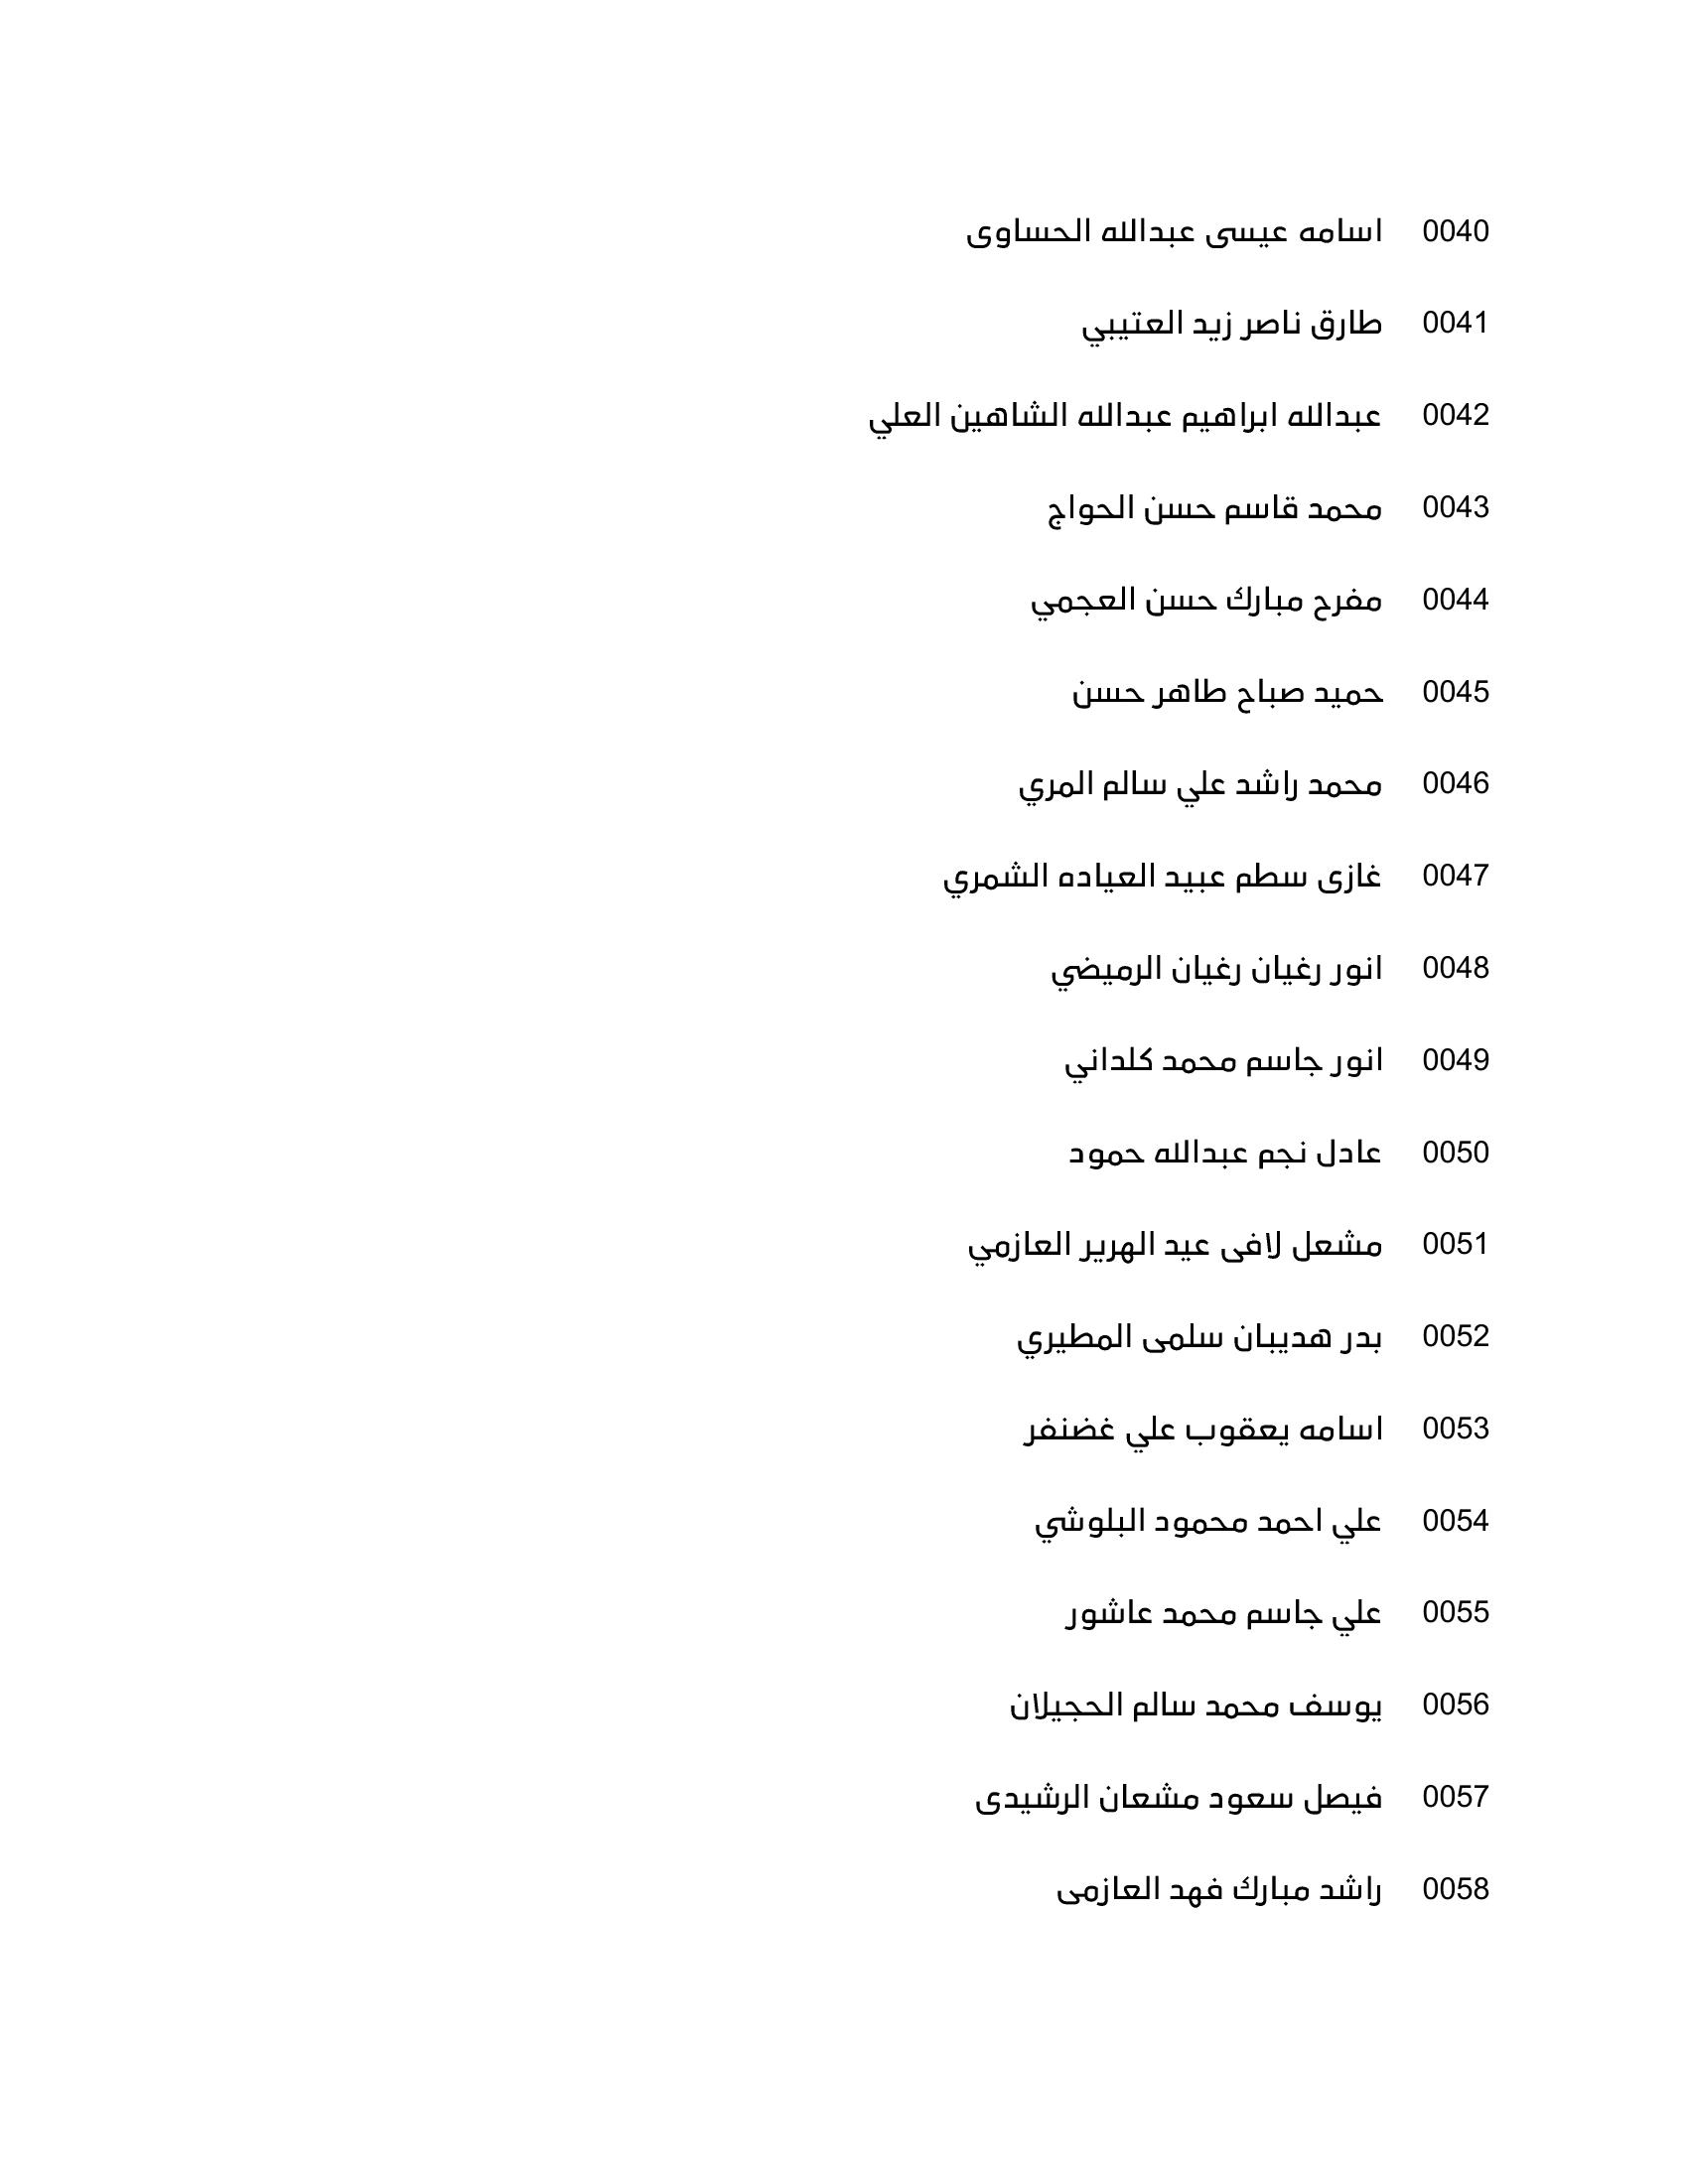 0040 اسامه عيسى عبدالله الحساوى
0041 طارق ناصر زيد العتيبي
0042 عبدالله ابراهيم عبدالله الشاهين العلي
0043 محمد قاسم حسن الحواج
0044 مفرح مبارك حسن العجمي
0045 حميد صباح طاهر حسن
0046 محمد راشد علي سالم المري
0047 غازى سطم عبيد العياده الشمري
0048 انور رغيان رغيان الرميضي
0049 انور جاسم محمد كلداني
0050 عادل نجم عبدالله حمود
0051 مشعل لافى عيد الهرير العازمي
0052 بدر هديبان سلمى المطيري
0053 اسامه يعقوب علي غضنفر
0054 علي احمد محمود البلوشي
0055 علي جاسم محمد عاشور
0056 يوسف محمد سالم الحجيلان
0057 فيصل سعود مشعان الرشيدى
0058 راشد مبارك فهد العازمى